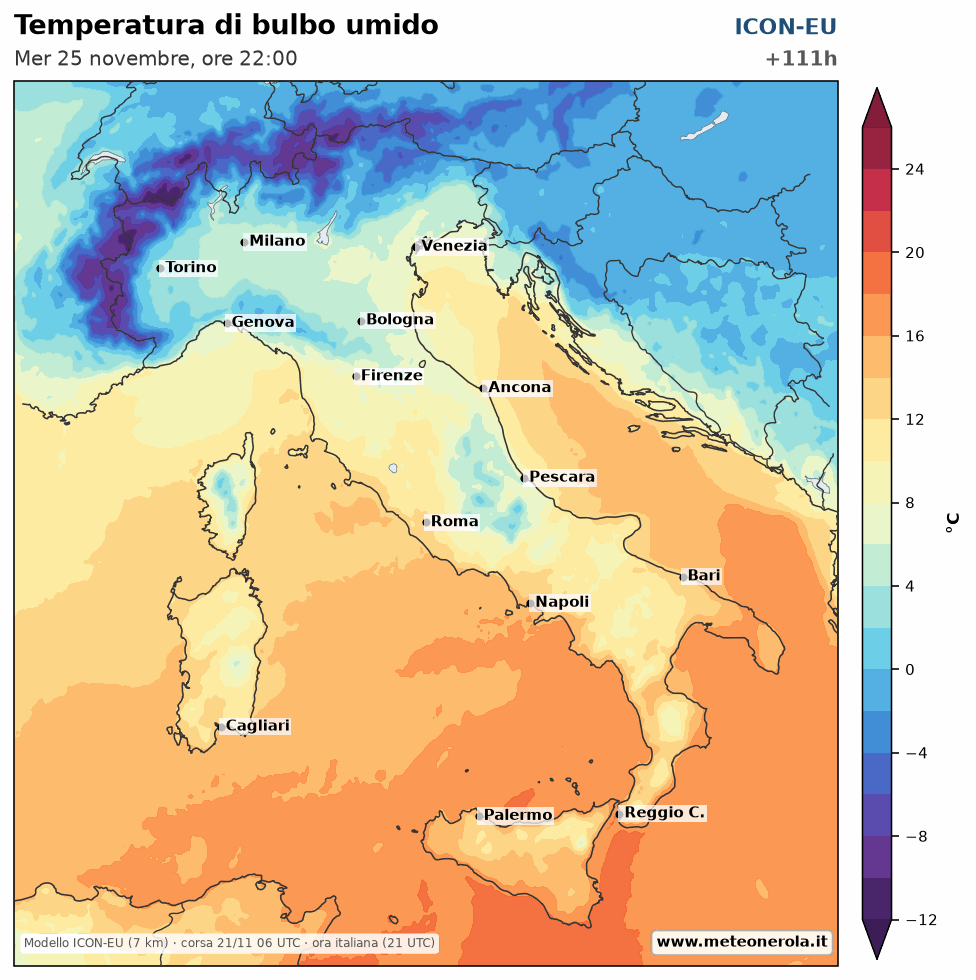 Temperatura di bulbo umido
ICON-EU
Mer 25 novembre, ore 22:00
+111h
Milano
Venezia
Torino
Genova
Bologna
Firenze
Ancona
Pescara
Roma
Bari
Napoli
Cagliari
Palermo
Reggio C.
24
20
16
12
8
4
0
−4
−8
−12
°C
Modello ICON-EU (7 km) · corsa 21/11 06 UTC · ora italiana (21 UTC)
www.meteonerola.it